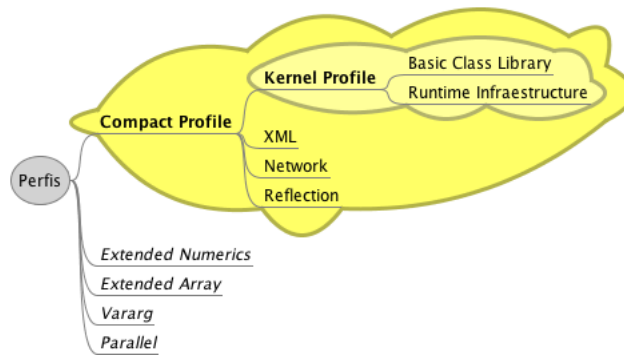 Basic Class Library
Kernel Profile
Runtime Infraestructure
Compact Profile
XML
Network
Perfis
Reflection
Extended Numerics
Extended Array
Vararg
Parallel